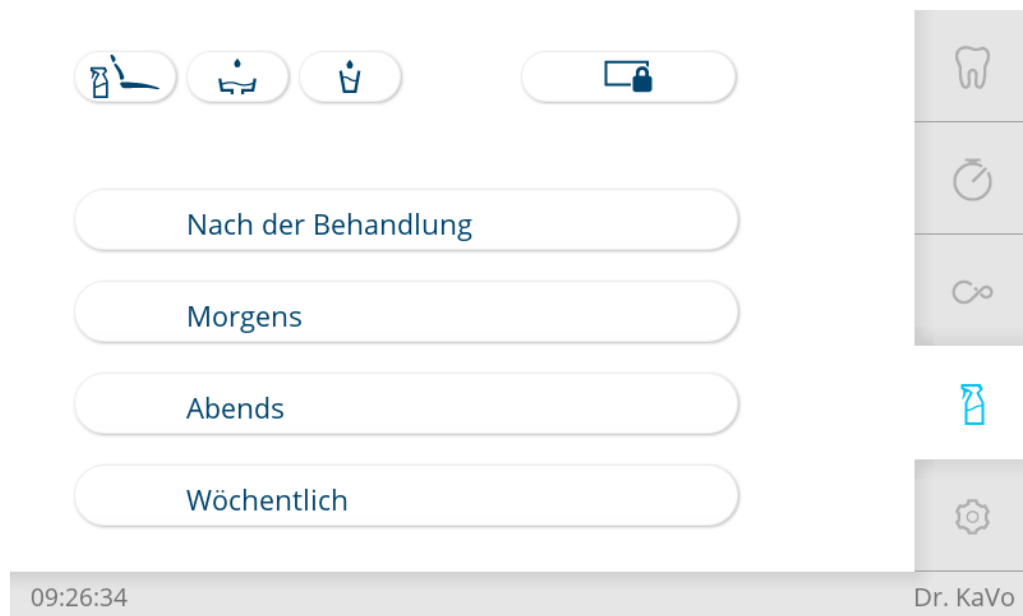 Nach der Behandlung
Morgens
Abends
Wöchentlich
09:26:34
Dr. KaVo